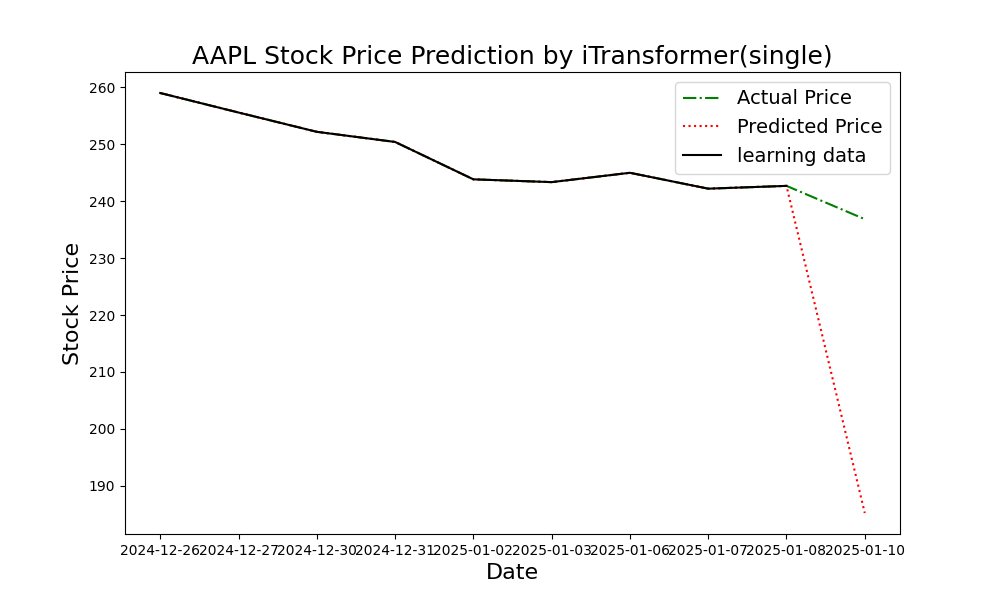 AAPL Stock Price Prediction by iTransformer(single)
Actual Price
Predicted Price
learning data
260
250
240
230
220
210
200
190
Stock Price
2024-12-26 2024-12-27 2024-12-30 2024-12-31 2025-01-02 2025-01-03 2025-01-06 2025-01-07 2025-01-08 2025-01-10
Date